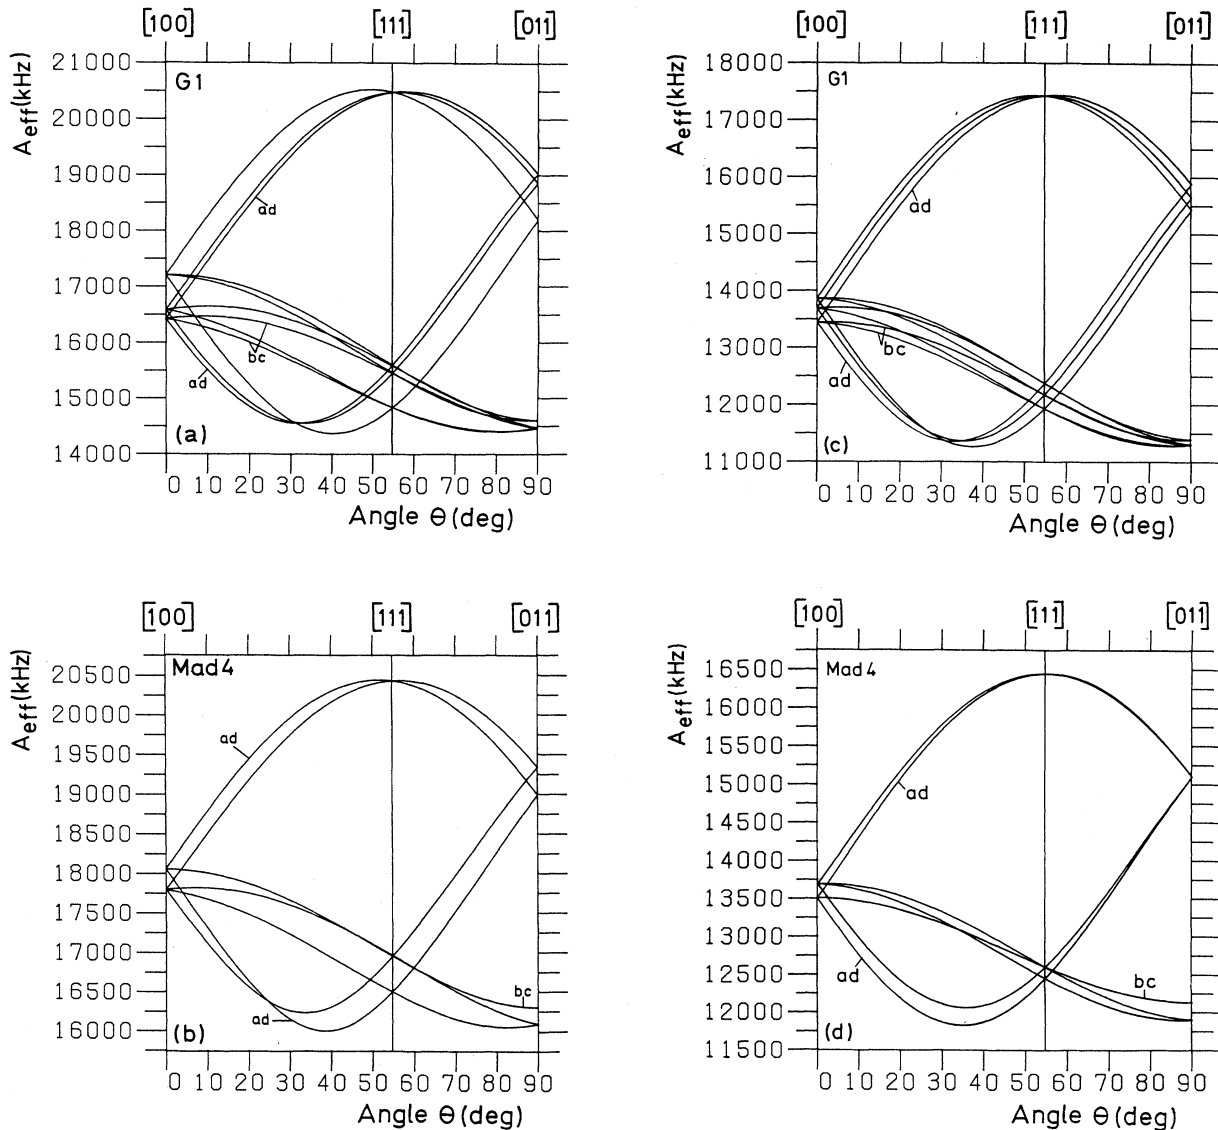 [100] [111] [011]
A eff (kHz)
G1
21000
20000
19000
18000
17000
16000
15000
14000
ad
bc
ad
(a)
0 10 20 30 40 50 60 70 80 90
Angle Θ (deg)
[100] [111] [011]
A eff (kHz)
G1
18000
17000
16000
15000
14000
13000
12000
11000
ad
bc
ad
(c)
0 10 20 30 40 50 60 70 80 90
Angle Θ (deg)
[100] [111] [011]
A eff (kHz)
Mad4
20500
20000
19500
19000
18500
18000
17500
17000
16500
16000
ad
bc
ad
(b)
0 10 20 30 40 50 60 70 80 90
Angle Θ (deg)
[100] [111] [011]
A eff (kHz)
Mad4
16500
16000
15500
15000
14500
14000
13500
13000
12500
12000
11500
ad
ad
bc
(d)
0 10 20 30 40 50 60 70 80 90
Angle Θ (deg)